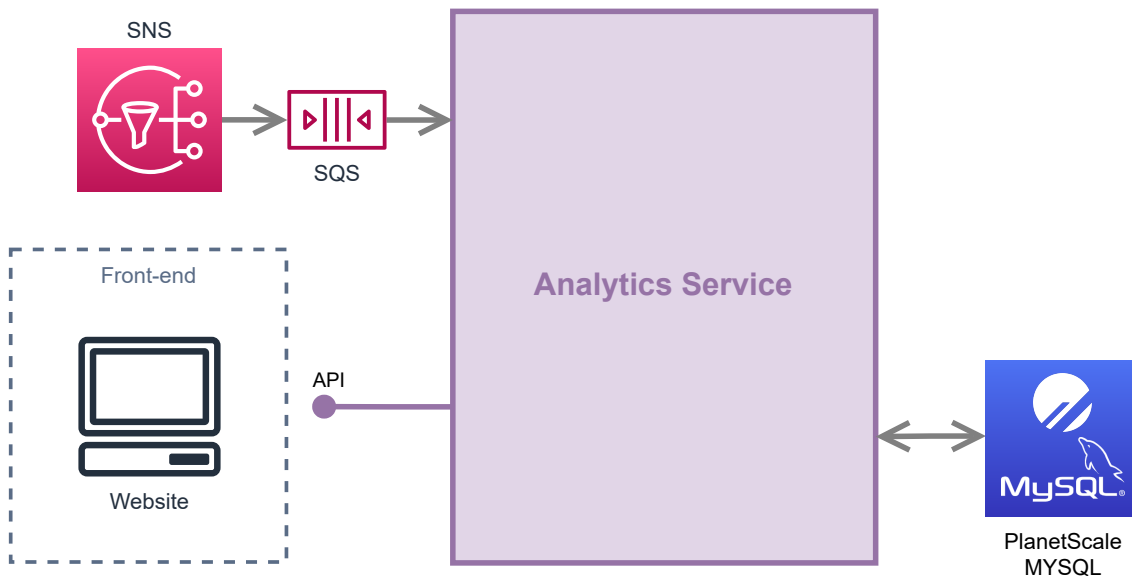 SNS
SQS
Front-end
Website
API
Analytics Service
MySQL®
PlanetScale
MYSQL